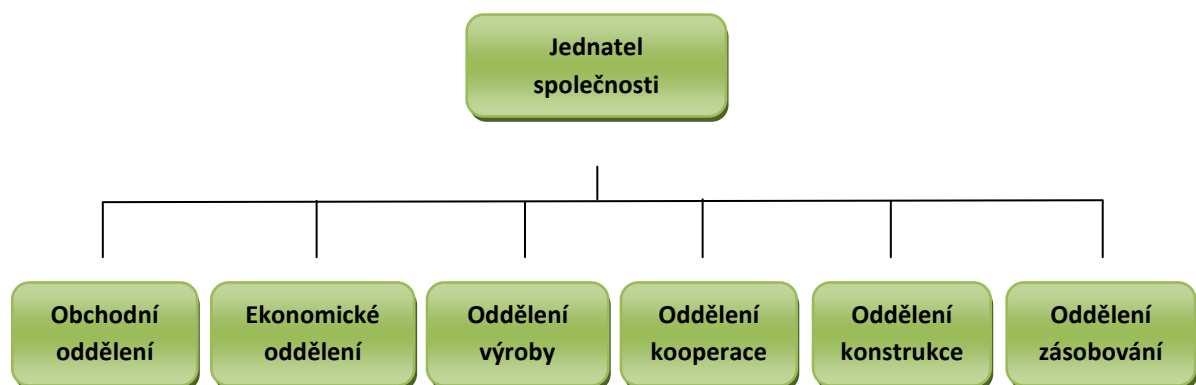 Jednatel
společnosti
Obchodní
oddělení
Ekonomické
oddělení
Oddělení
výroby
Oddělení
kooperace
Oddělení
konstrukce
Oddělení
zásobování